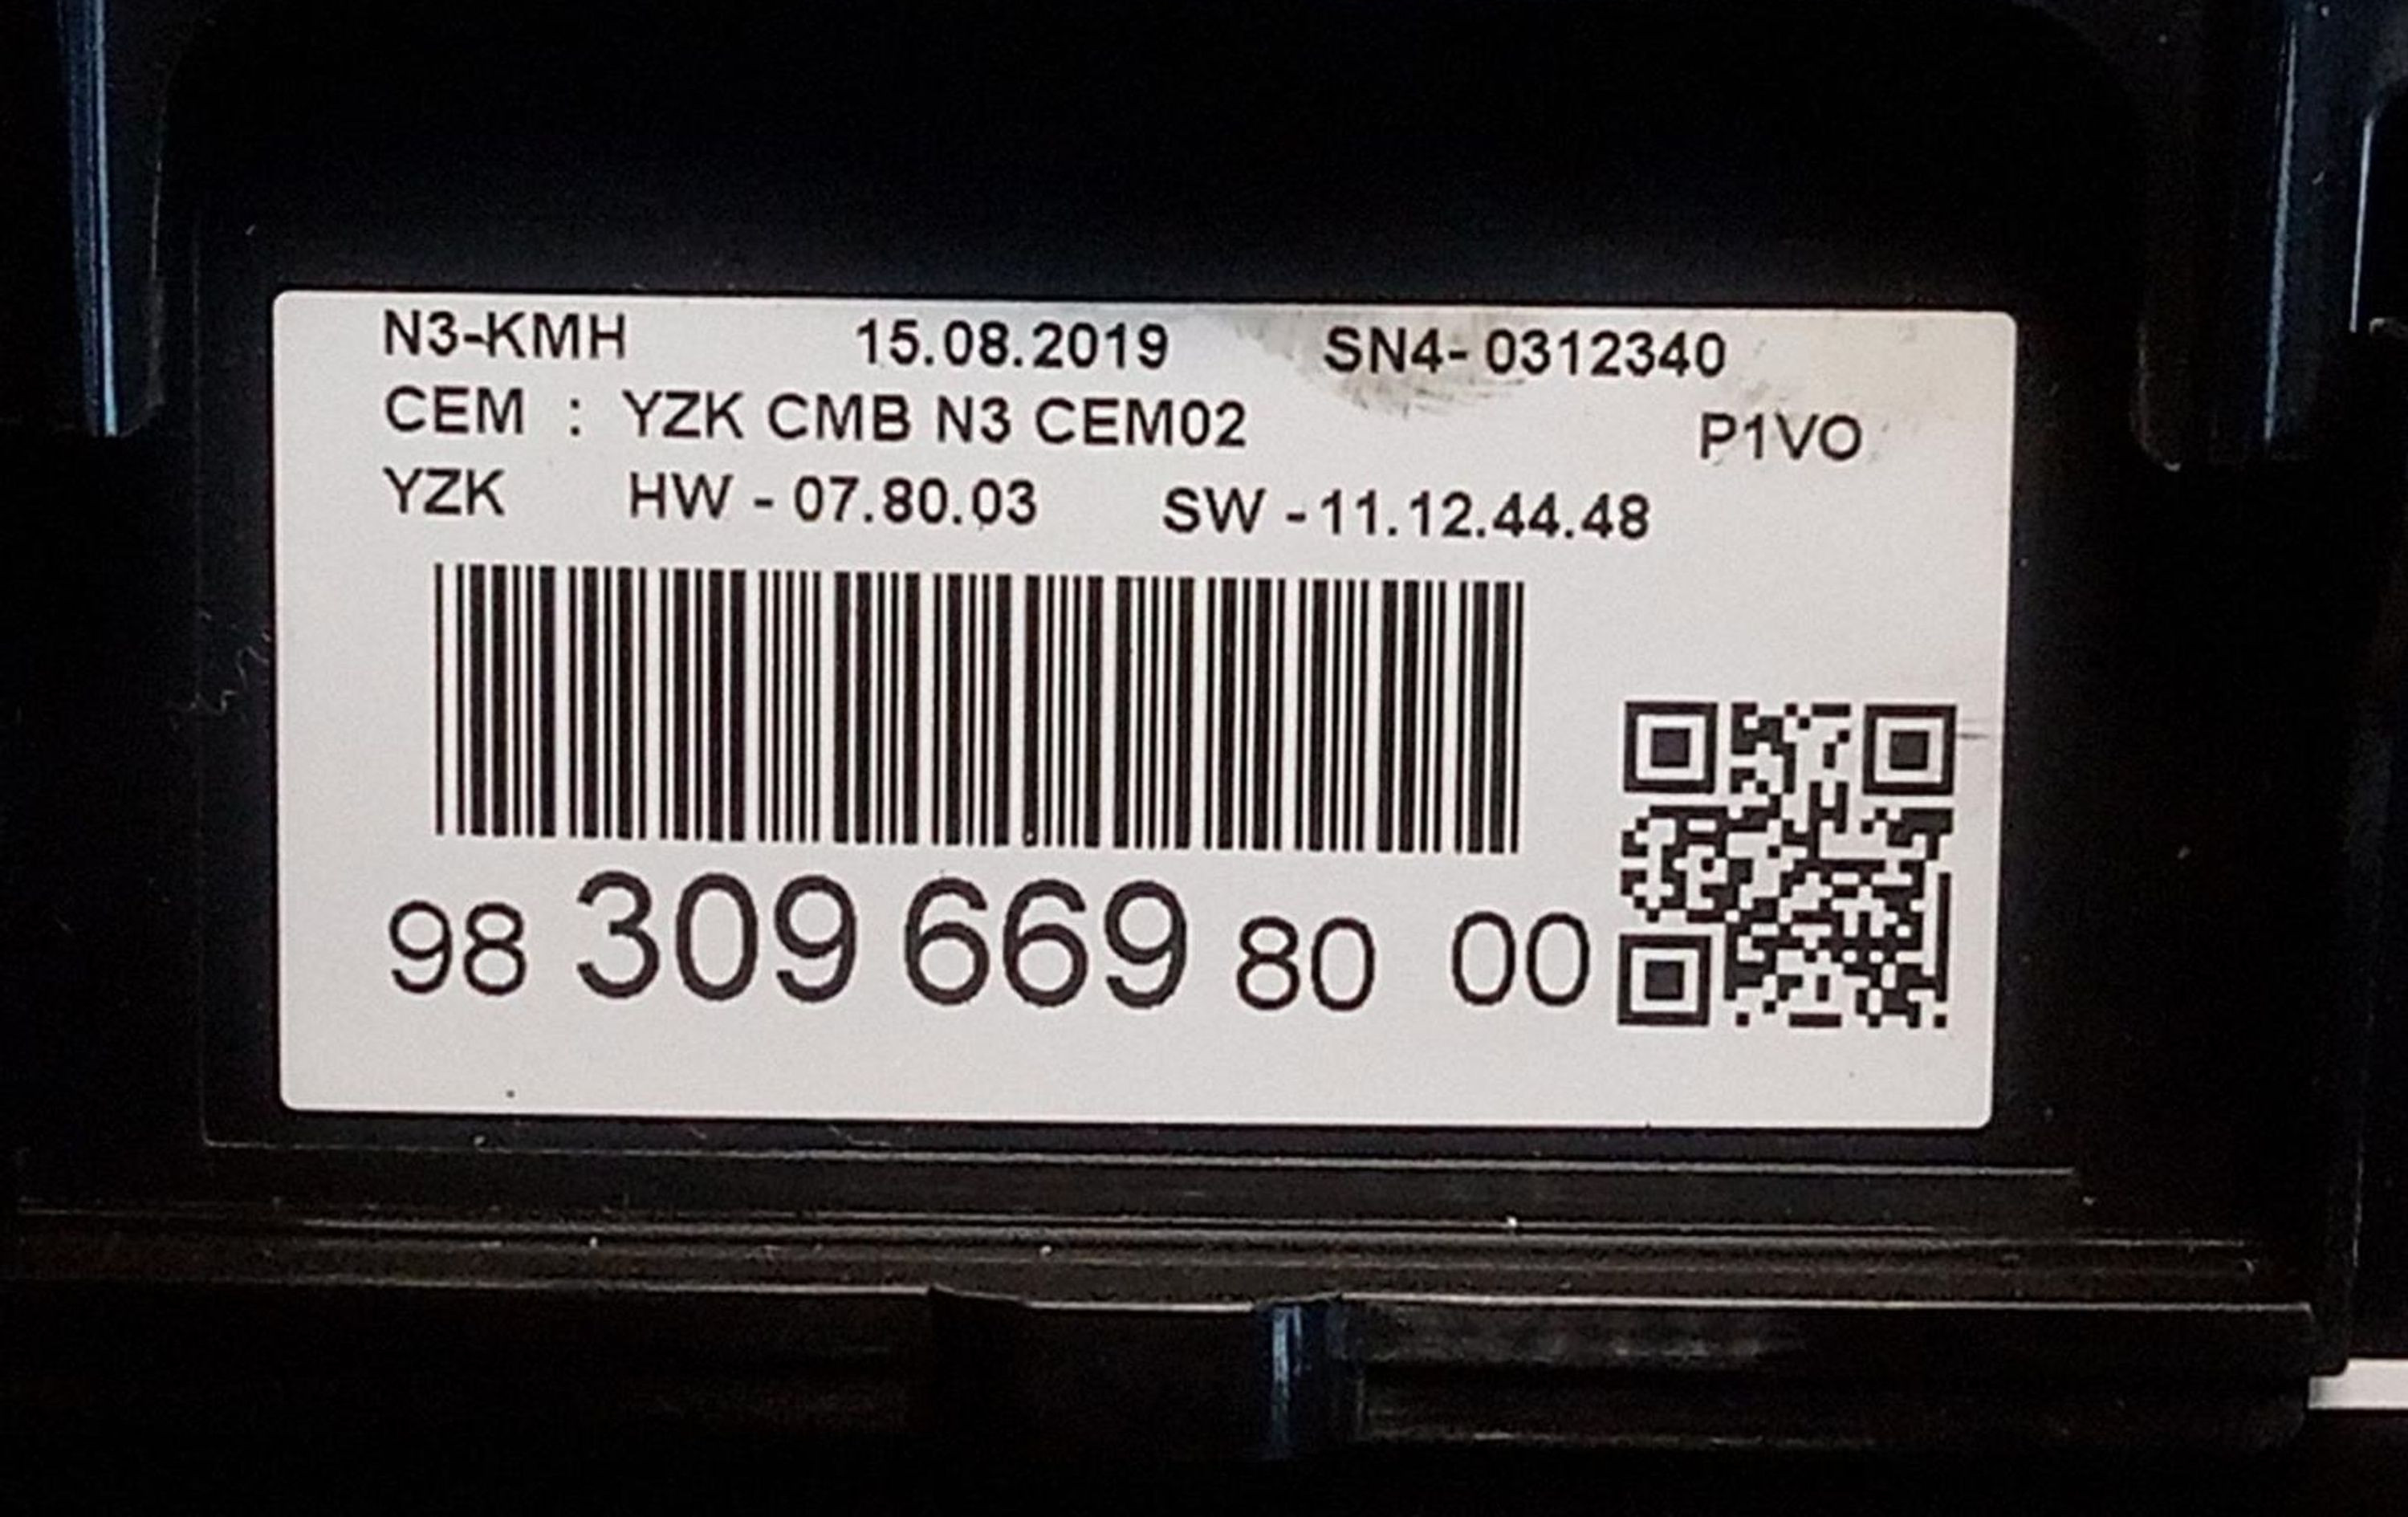 N3-KMH 15.08.2019 SN4- 0312340
CEM : YZK CMB N3 CEM02 P1VO
YZK HW - 07.80.03 SW -11.12.44.48
98 309 669 80 00